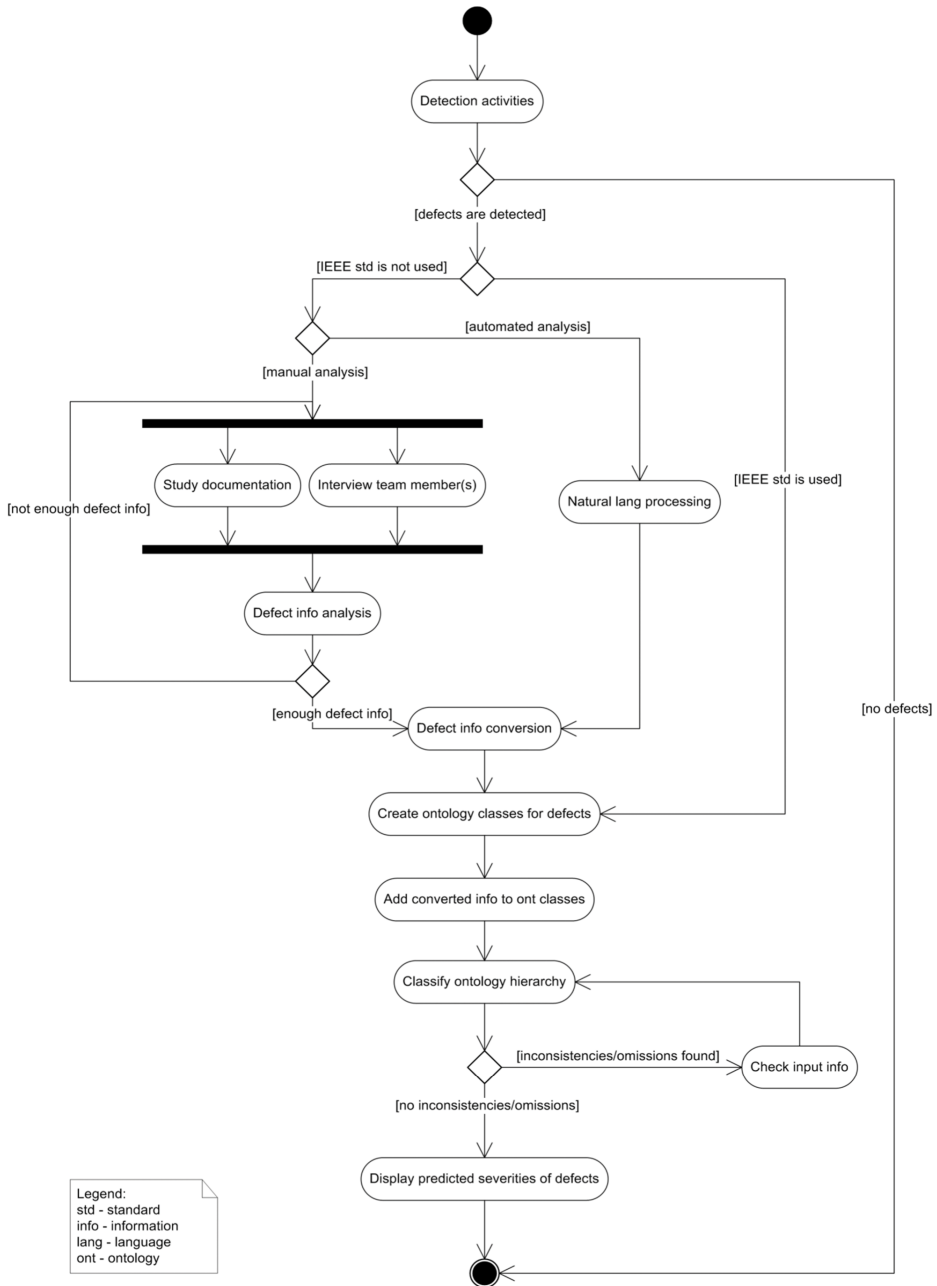 Detection activities
[defects are detected]
[IEEE std is not used]
[automated analysis]
[manual analysis]
Study documentation
Interview team member(s)
[IEEE std is used]
Natural lang processing
[not enough defect info]
Defect info analysis
[no defects]
[enough defect info]
Defect info conversion
Create ontology classes for defects
Add converted info to ont classes
Classify ontology hierarchy
[inconsistencies/omissions found]
Check input info
[no inconsistencies/omissions]
Display predicted severities of defects
Legend:
std - standard
info - information
lang - language
ont - ontology